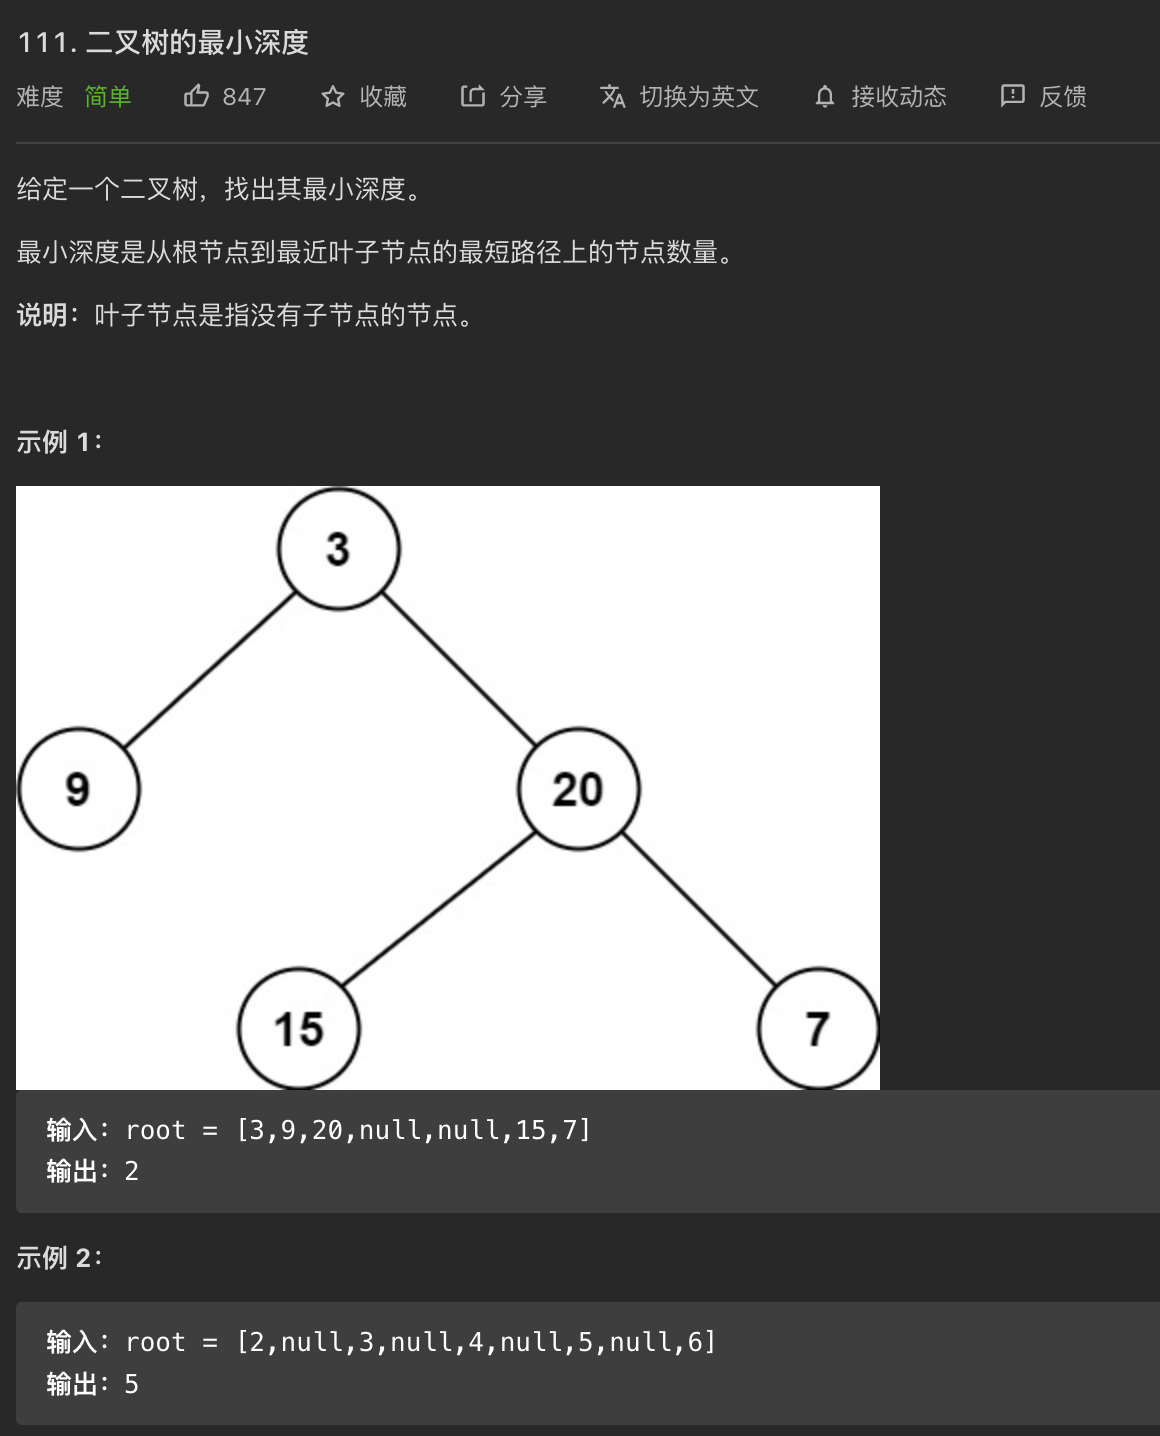 111. 二叉树的最小深度
难度 简单 847 收藏 分享 切换为英文 接收动态 反馈
给定一个二叉树，找出其最小深度。
最小深度是从根节点到最近叶子节点的最短路径上的节点数量。
说明：叶子节点是指没有子节点的节点。
示例 1：
3
9 20
15 7
输入：root = [3,9,20,null,null,15,7]
输出：2
示例 2：
输入：root = [2,null,3,null,4,null,5,null,6]
输出：5